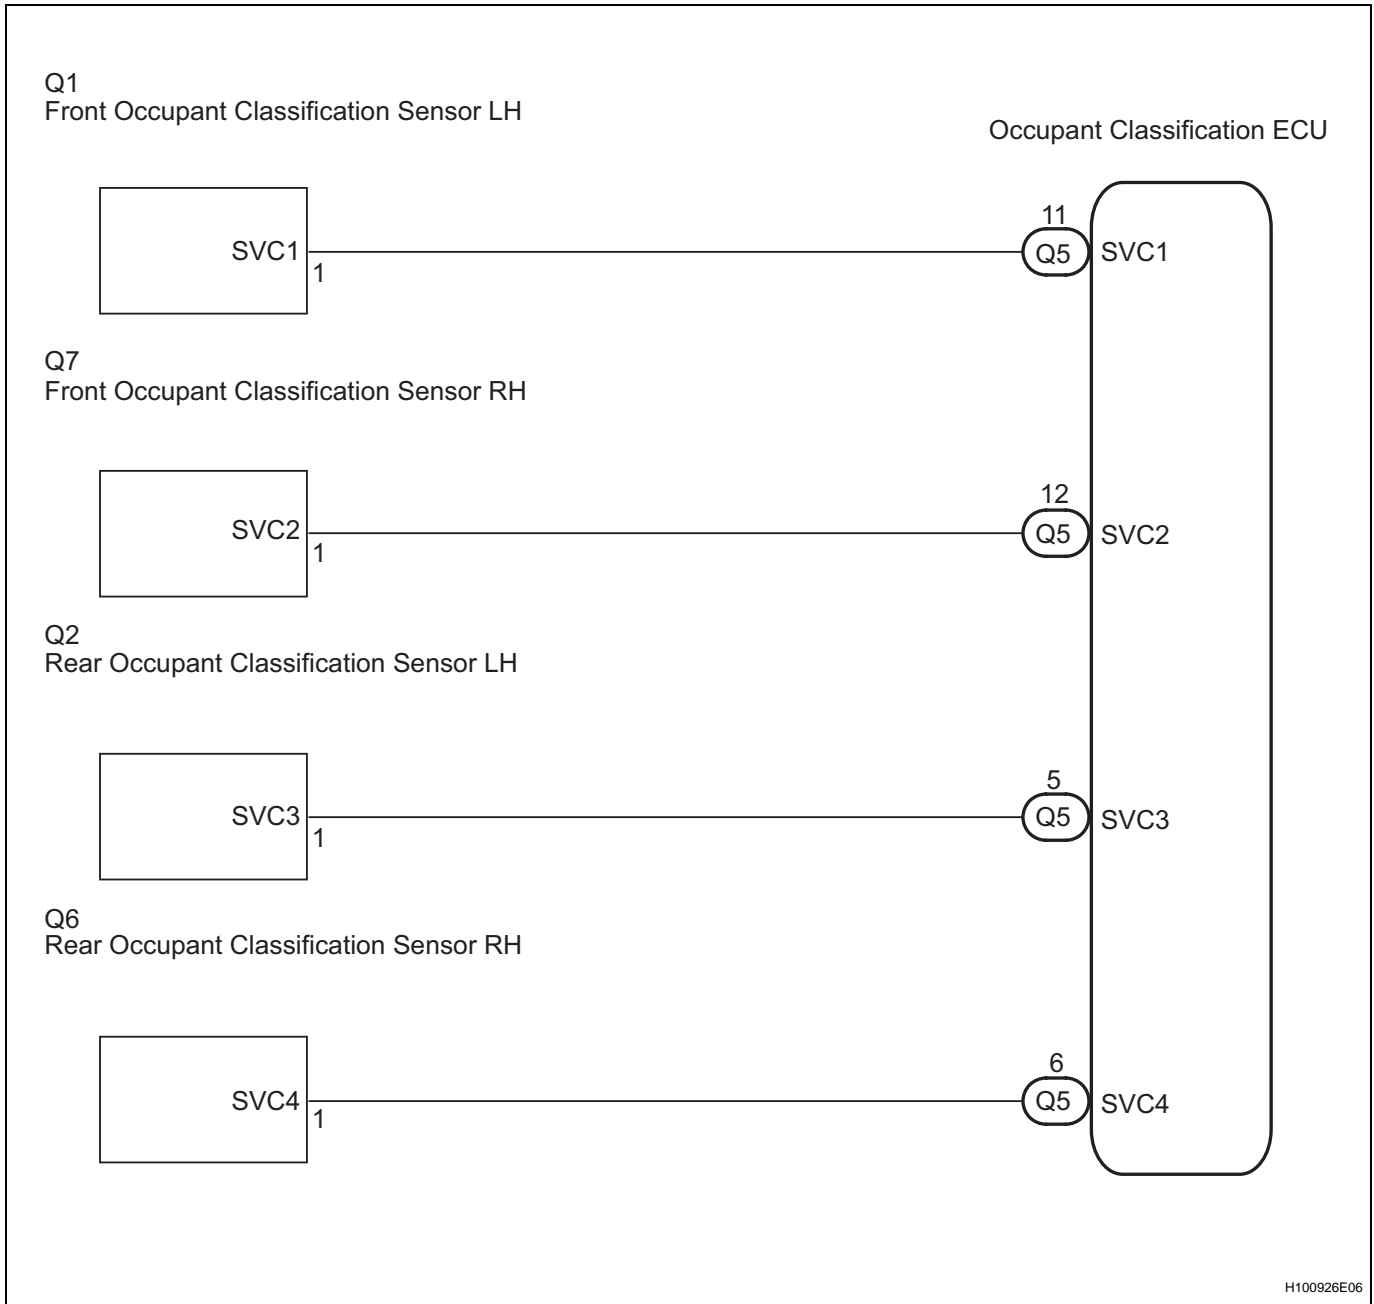 Q1
Front Occupant Classification Sensor LH
Occupant Classification ECU
SVC1
1
11
Q5
SVC1
Q7
Front Occupant Classification Sensor RH
SVC2
1
12
Q5
SVC2
Q2
Rear Occupant Classification Sensor LH
SVC3
1
5
Q5
SVC3
Q6
Rear Occupant Classification Sensor RH
SVC4
1
6
Q5
SVC4
H100926E06